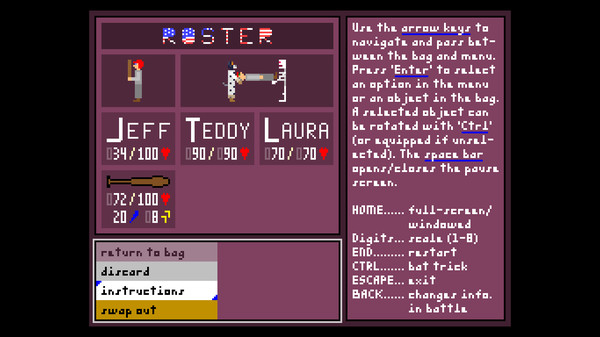 ROSTER
JEFF
034/100
TEDDY
090/090
LAURA
070/070
072/100
20 08
return to bag
discard
instructions
swap out
Use the arrow keys to
navigate and pass bet-
ween the bag and menu.
Press 'Enter' to select
an option in the menu
or an object in the bag.
A selected object can
be rotated with 'Ctrl'
(or equipped if unsel-
ected). The space bar
opens/closes the pause
screen.
HOME...... full-screen/
windowed
Digits..... scale (1-8)
END......... restart
CTRL....... bat trick
ESCAPE... exit
BACK...... changes info.
in battle